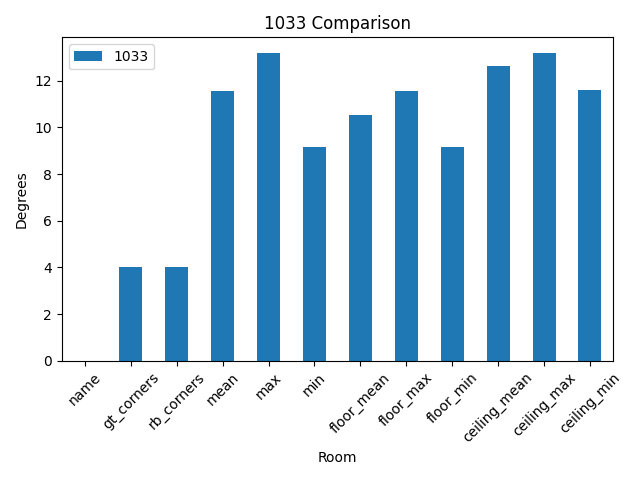 1033 Comparison
1033
Degrees
12
10
8
6
4
2
0
name
gt_corners
rb_corners
mean
max
min
floor_mean
floor_max
floor_min
ceiling_mean
ceiling_max
ceiling_min
Room